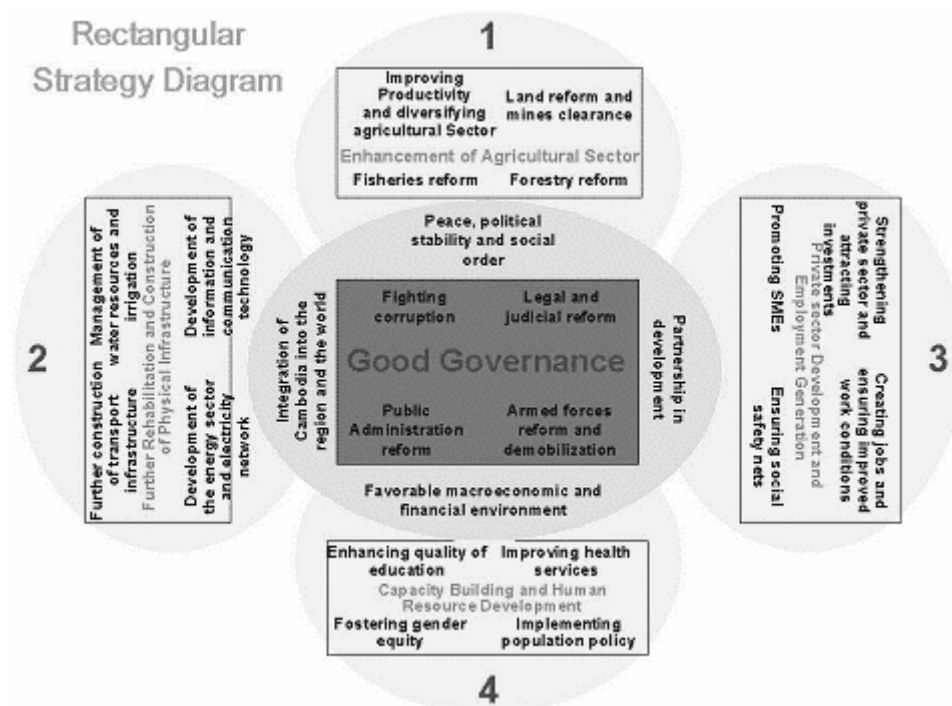 Rectangular
Strategy Diagram
1
Improving
Productivity
and diversifying
agricultural Sector
Land reform and
mines clearance
Enhancement of Agricultural Sector
Fisheries reform
Forestry reform
Peace, political
stability and social
order
2
Management of
water resources and
irrigation
Development of
information and
communication
technology
Further Rehabilitation and Construction
of Physical Infrastructure
Further construction
of transport
infrastructure
Development of
the energy sector
and electricity
network
Integration of
Cambodia into the
region and the world
Fighting
corruption
Legal and
judicial reform
Good Governance
Public
Administration
reform
Armed forces
reform and
demobilization
Partnership in
development
3
Strengthening
private sector and
attracting
investments
Promoting SMEs
Private sector Development and
Employment Generation
Creating jobs and
ensuring improved
work conditions
Ensuring social
safety nets
Favorable macroeconomic and
financial environment
Enhancing quality of
education
Improving health
services
Capacity Building and Human
Resource Development
Fostering gender
equity
Implementing
population policy
4